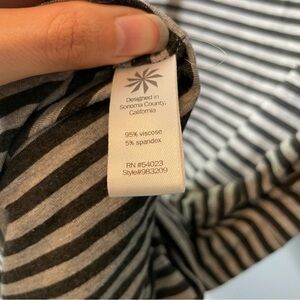 Designed in
Sonoma County,
California
95% viscose
5% spandex
RN #54023
Style#9B3209